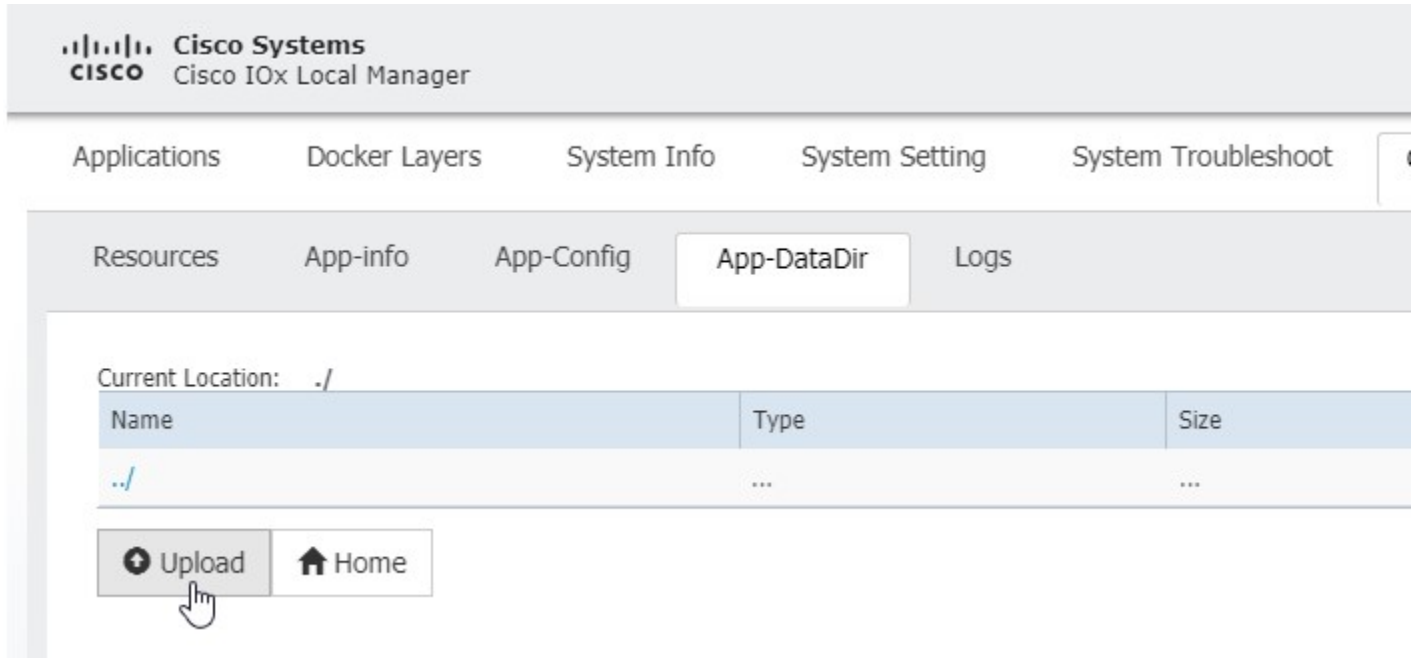 Cisco Systems
CISCO Cisco IOx Local Manager
Applications Docker Layers System Info System Setting System Troubleshoot
Resources App-info App-Config App-DataDir Logs
Current Location: ./
Name Type Size
../ ... ...
Upload Home